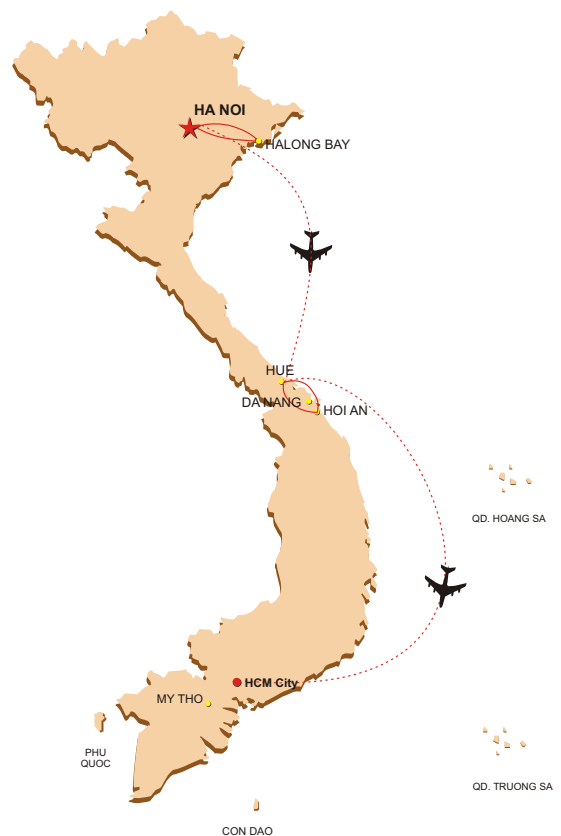 HA NOI
HALONG BAY
HUE
DA NANG
HOI AN
QD. HOANG SA
HCM City
MY THO
PHU
QUOC
QD. TRUONG SA
CON DAO